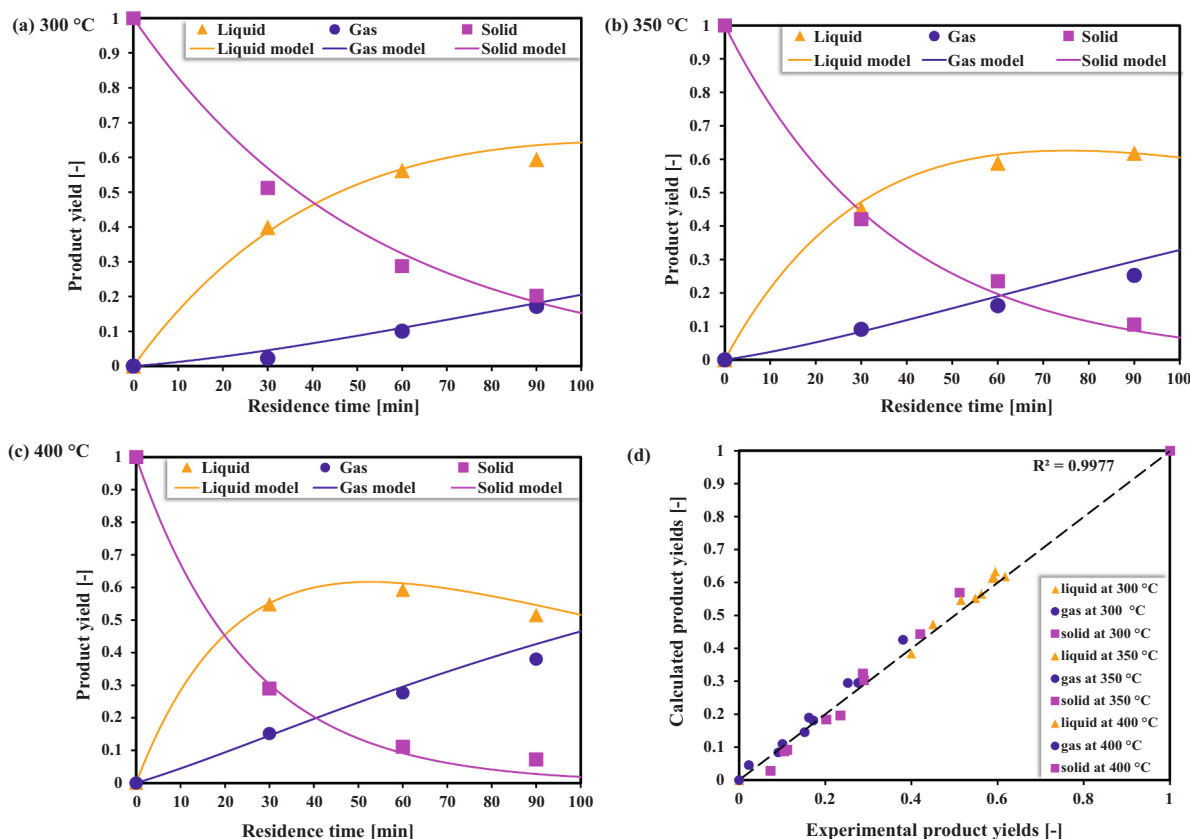 (a) 300 °C
Liquid Gas Solid
Liquid model Gas model Solid model
1
0.9
0.8
0.7
0.6
0.5
0.4
0.3
0.2
0.1
0
Product yield [-]
0 10 20 30 40 50 60 70 80 90 100
Residence time [min]
(b) 350 °C
Liquid Gas Solid
Liquid model Gas model Solid model
1
0.9
0.8
0.7
0.6
0.5
0.4
0.3
0.2
0.1
0
Product yield [-]
0 10 20 30 40 50 60 70 80 90 100
Residence time [min]
(c) 400 °C
Liquid Gas Solid
Liquid model Gas model Solid model
1
0.9
0.8
0.7
0.6
0.5
0.4
0.3
0.2
0.1
0
Product yield [-]
0 10 20 30 40 50 60 70 80 90 100
Residence time [min]
(d)
R² = 0.9977
1
0.9
0.8
0.7
0.6
0.5
0.4
0.3
0.2
0.1
0
Calculated product yields [-]
liquid at 300 °C
gas at 300 °C
solid at 300 °C
liquid at 350 °C
gas at 350 °C
solid at 350 °C
liquid at 400 °C
gas at 400 °C
solid at 400 °C
0 0.2 0.4 0.6 0.8 1
Experimental product yields [-]